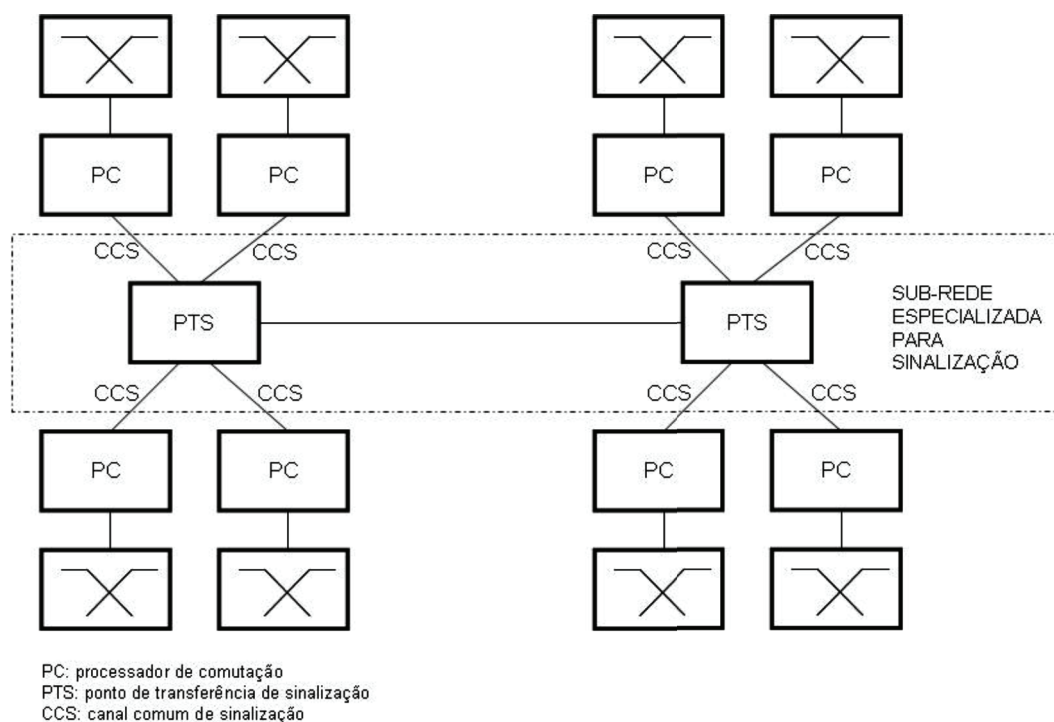 PC
PC
PC
PC
CCS
CCS
CCS
CCS
PTS
PTS
SUB-REDE
ESPECIALIZADA
PARA
SINALIZAÇÃO
CCS
CCS
CCS
CCS
PC
PC
PC
PC
PC: processador de comutação
PTS: ponto de transferência de sinalização
CCS: canal comum de sinalização